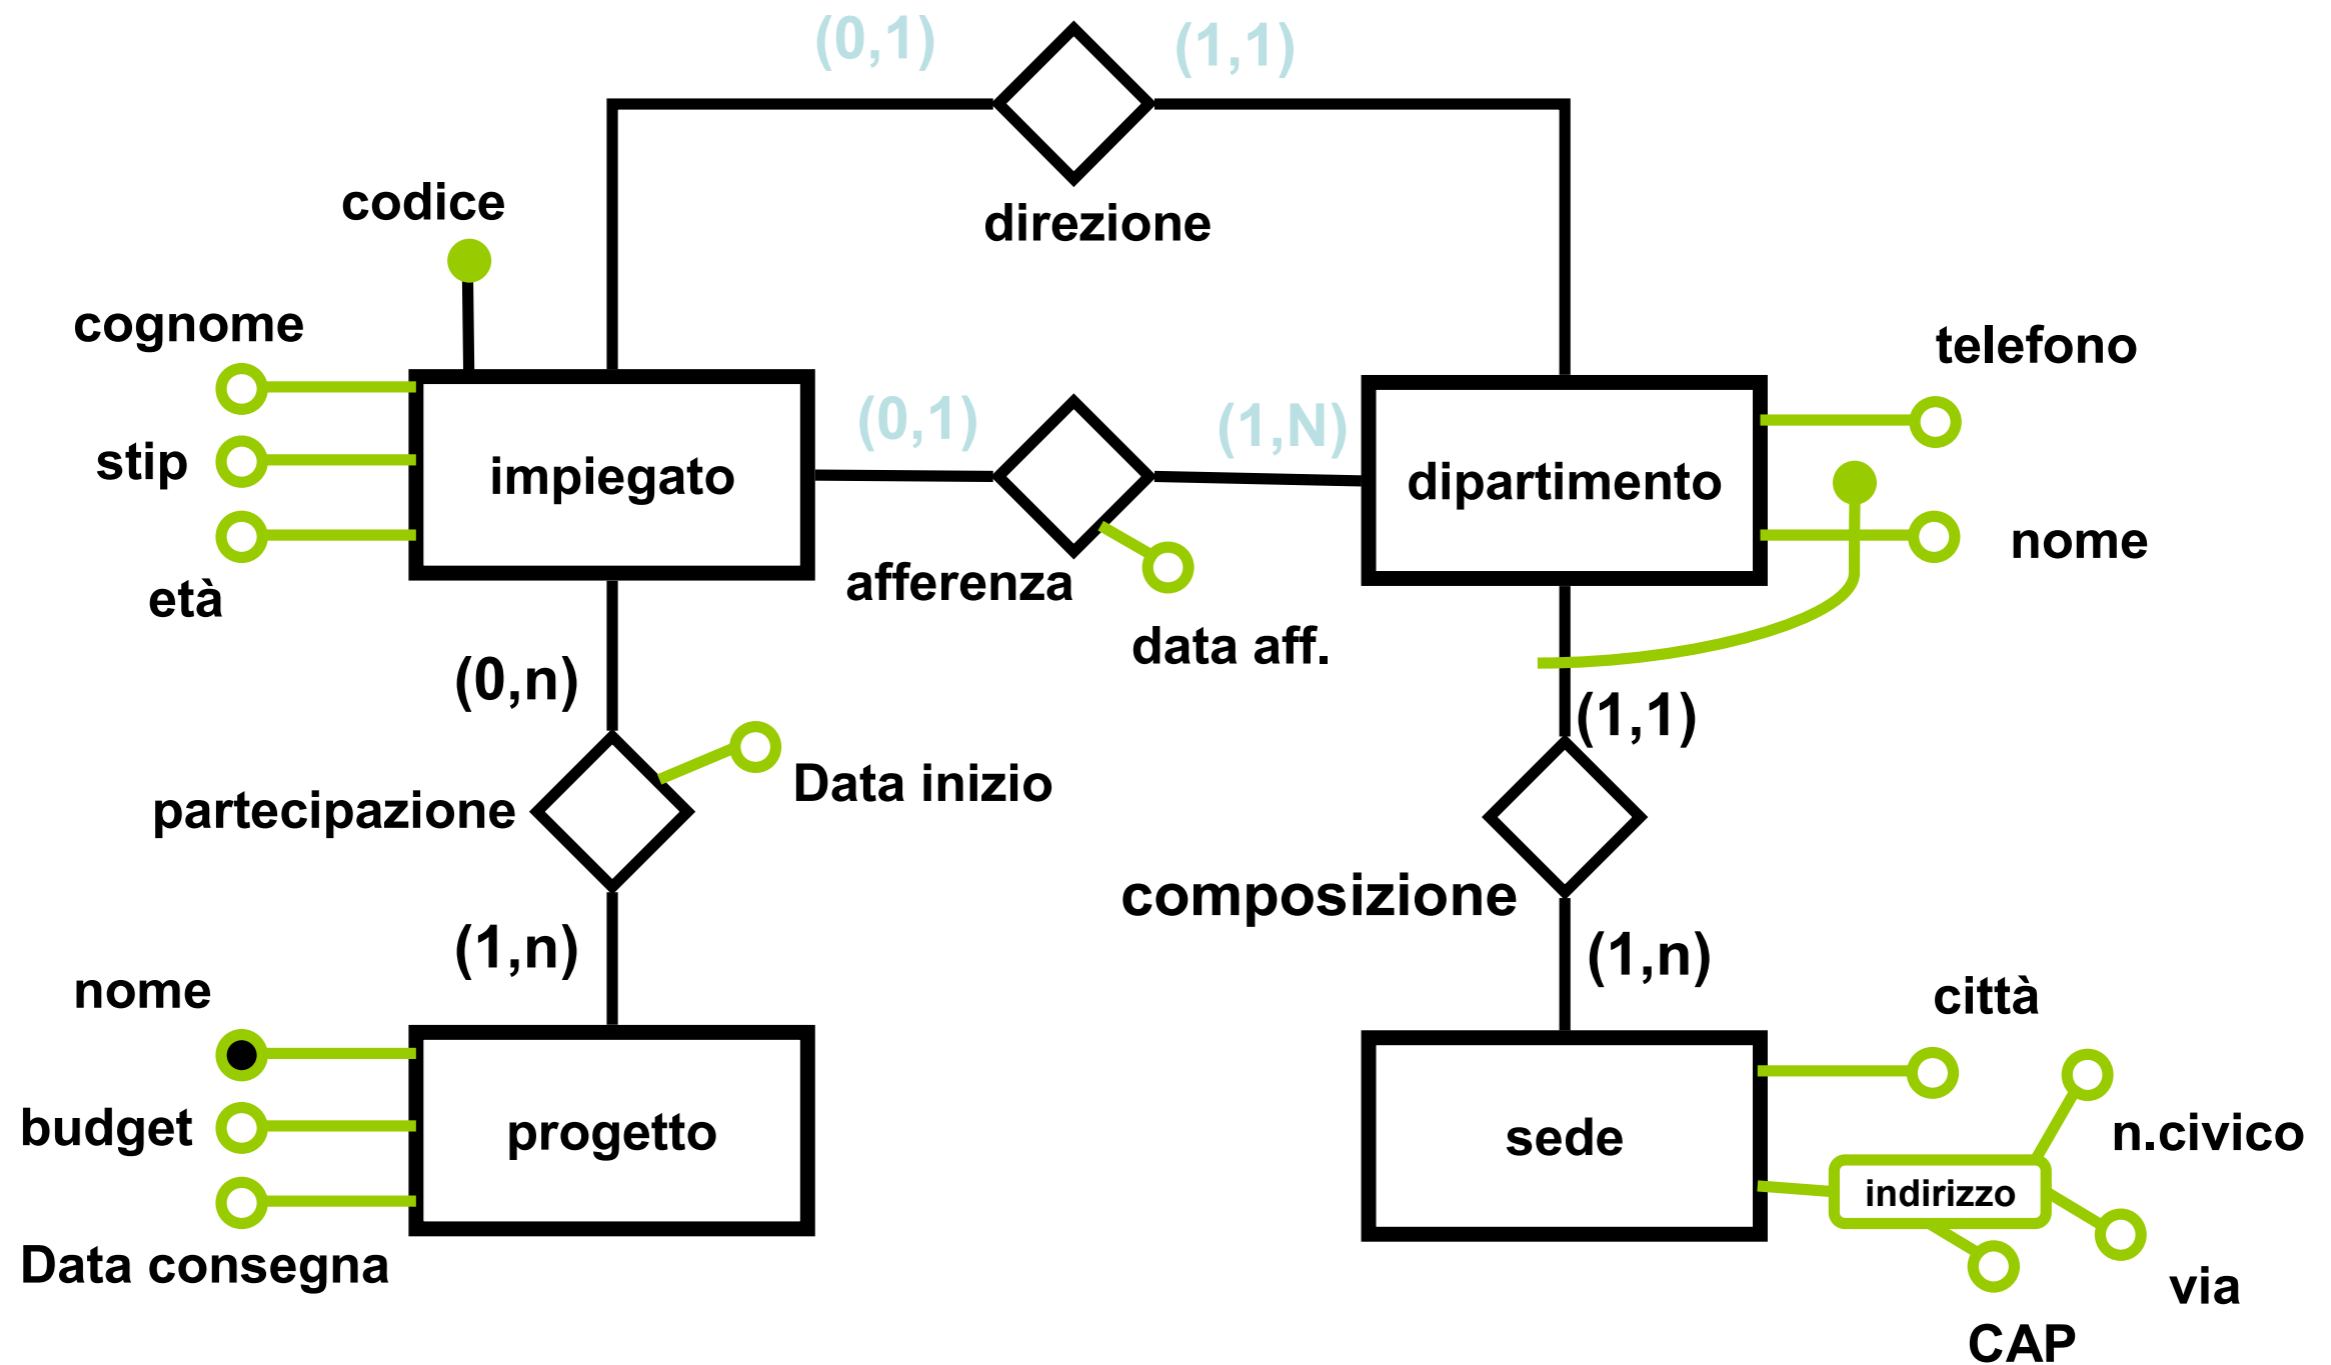 (0,1)
(1,1)
direzione
codice
cognome
stip
età
impiegato
(0,1)
(1,N)
afferenza
data aff.
dipartimento
telefono
nome
(0,n)
partecipazione
Data inizio
(1,n)
(1,1)
composizione
(1,n)
nome
budget
Data consegna
progetto
sede
città
n.civico
indirizzo
via
CAP